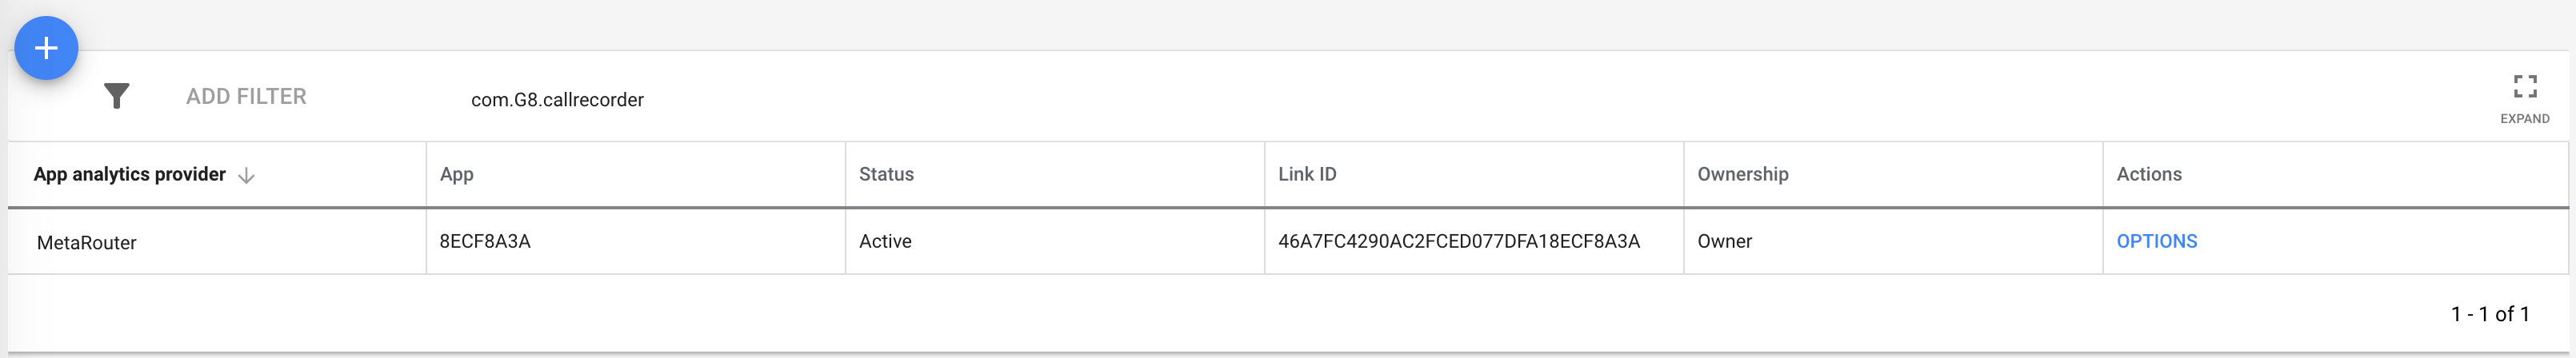 ADD FILTER com.G8.callrecorder
EXPAND
App analytics provider App Status Link ID Ownership Actions
MetaRouter 8ECF8A3A Active 46A7FC4290AC2FCED077DFA18ECF8A3A Owner OPTIONS
1 - 1 of 1